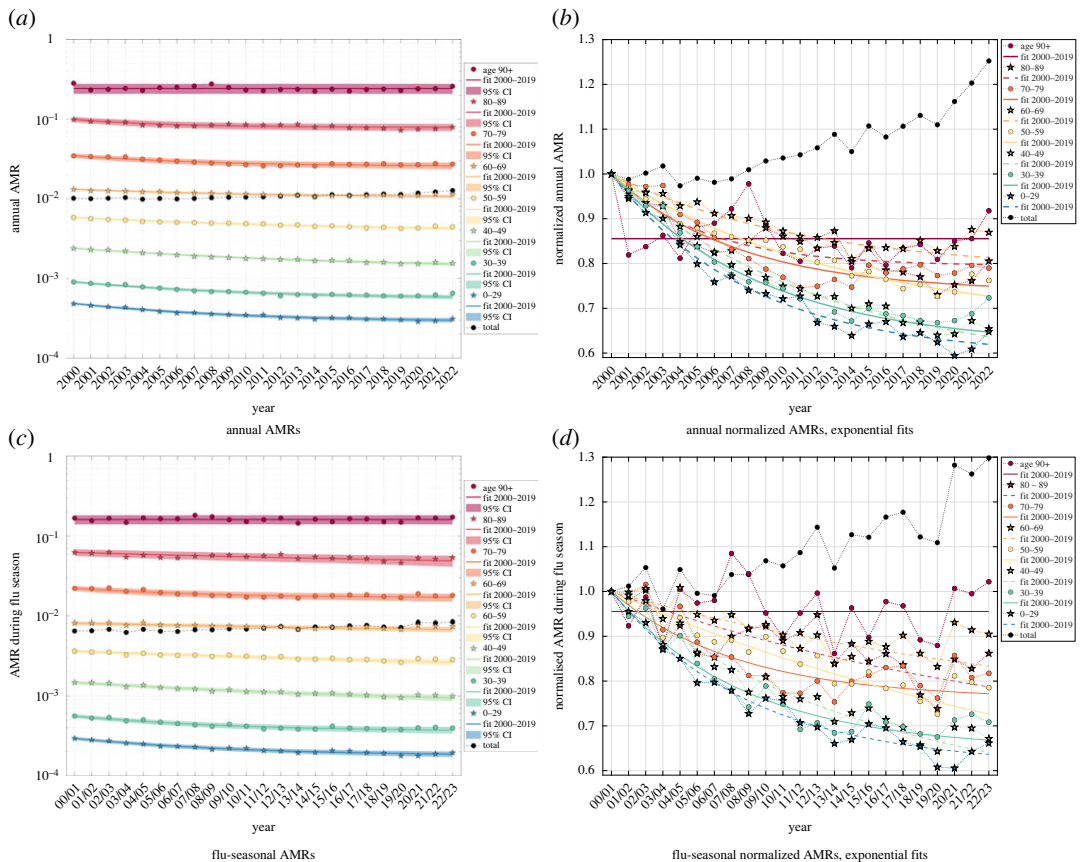 (a)
1
10⁻¹
10⁻²
10⁻³
10⁻⁴
annual AMR
2000
2001
2002
2003
2004
2005
2006
2007
2008
2009
2010
2011
2012
2013
2014
2015
2016
2017
2018
2019
2020
2021
2022
year
annual AMRs
age 90+
fit 2000–2019
95% CI
80–89
fit 2000–2019
95% CI
70–79
fit 2000–2019
95% CI
60–69
fit 2000–2019
95% CI
50–59
fit 2000–2019
95% CI
40–49
fit 2000–2019
95% CI
30–39
fit 2000–2019
95% CI
0–29
fit 2000–2019
95% CI
total
(b)
1.3
1.2
1.1
1.0
0.9
0.8
0.7
0.6
normalized annual AMR
2000
2001
2002
2003
2004
2005
2006
2007
2008
2009
2010
2011
2012
2013
2014
2015
2016
2017
2018
2019
2020
2021
2022
year
annual normalized AMRs, exponential fits
age 90+
fit 2000–2019
80–89
fit 2000–2019
70–79
fit 2000–2019
60–69
fit 2000–2019
50–59
fit 2000–2019
40–49
fit 2000–2019
30–39
fit 2000–2019
0–29
fit 2000–2019
total
(c)
1
10⁻¹
10⁻²
10⁻³
10⁻⁴
AMR during flu season
00/01
01/02
02/03
03/04
04/05
05/06
06/07
07/08
08/09
09/10
10/11
11/12
12/13
13/14
14/15
15/16
16/17
17/18
18/19
19/20
20/21
21/22
22/23
year
flu-seasonal AMRs
age 90+
fit 2000–2019
95% CI
80–89
fit 2000–2019
95% CI
70–79
fit 2000–2019
95% CI
60–69
fit 2000–2019
95% CI
60–59
fit 2000–2019
95% CI
40–49
fit 2000–2019
95% CI
30–39
fit 2000–2019
95% CI
0–29
fit 2000–2019
95% CI
total
(d)
1.3
1.2
1.1
1.0
0.9
0.8
0.7
0.6
normalised AMR during flu season
00/01
01/02
02/03
03/04
04/05
05/06
06/07
07/08
08/09
09/10
10/11
11/12
12/13
13/14
14/15
15/16
16/17
17/18
18/19
19/20
20/21
21/22
22/23
year
flu-seasonal normalized AMRs, exponential fits
age 90+
fit 2000–2019
80 – 89
fit 2000–2019
70–79
fit 2000–2019
60–69
fit 2000–2019
50–59
fit 2000–2019
40–49
fit 2000–2019
30–39
fit 2000–2019
0–29
fit 2000–2019
total